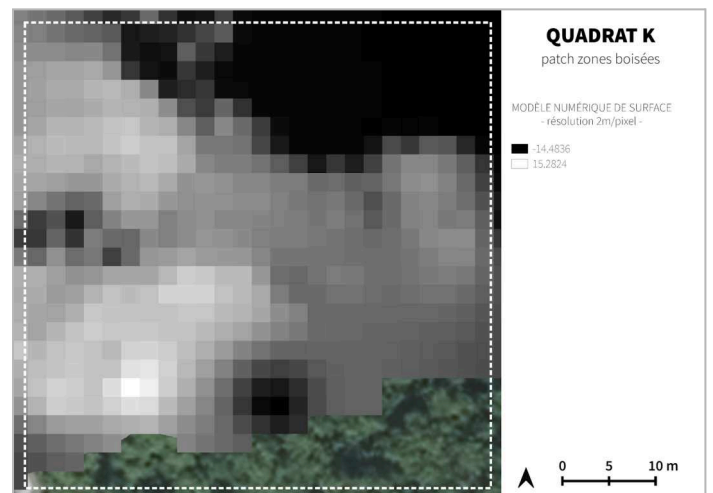 QUADRAT K
patch zones boisées
MODÈLE NUMÉRIQUE DE SURFACE
- résolution 2m/pixel -
-14.4836
15.2824
0 5 10 m